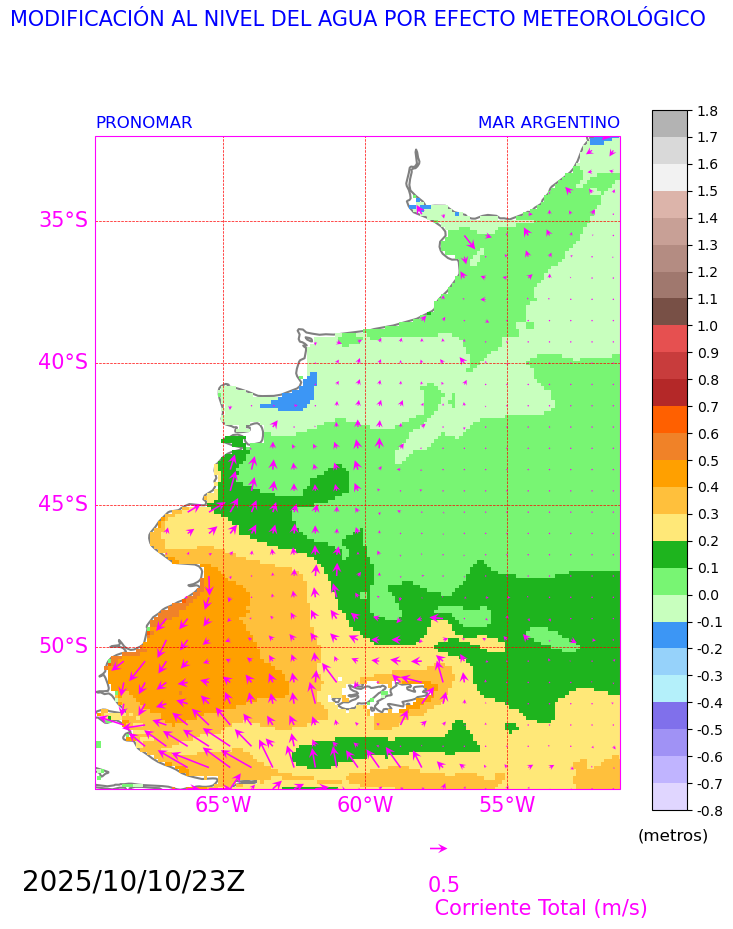 MODIFICACIÓN AL NIVEL DEL AGUA POR EFECTO METEOROLÓGICO
PRONOMAR MAR ARGENTINO
1.8
1.7
1.6
1.5
1.4
1.3
1.2
1.1
1.0
0.9
0.8
0.7
0.6
0.5
0.4
0.3
0.2
0.1
0.0
-0.1
-0.2
-0.3
-0.4
-0.5
-0.6
-0.7
-0.8
(metros)
35°S
40°S
45°S
50°S
65°W 60°W 55°W
2025/10/10/23Z
0.5
Corriente Total (m/s)